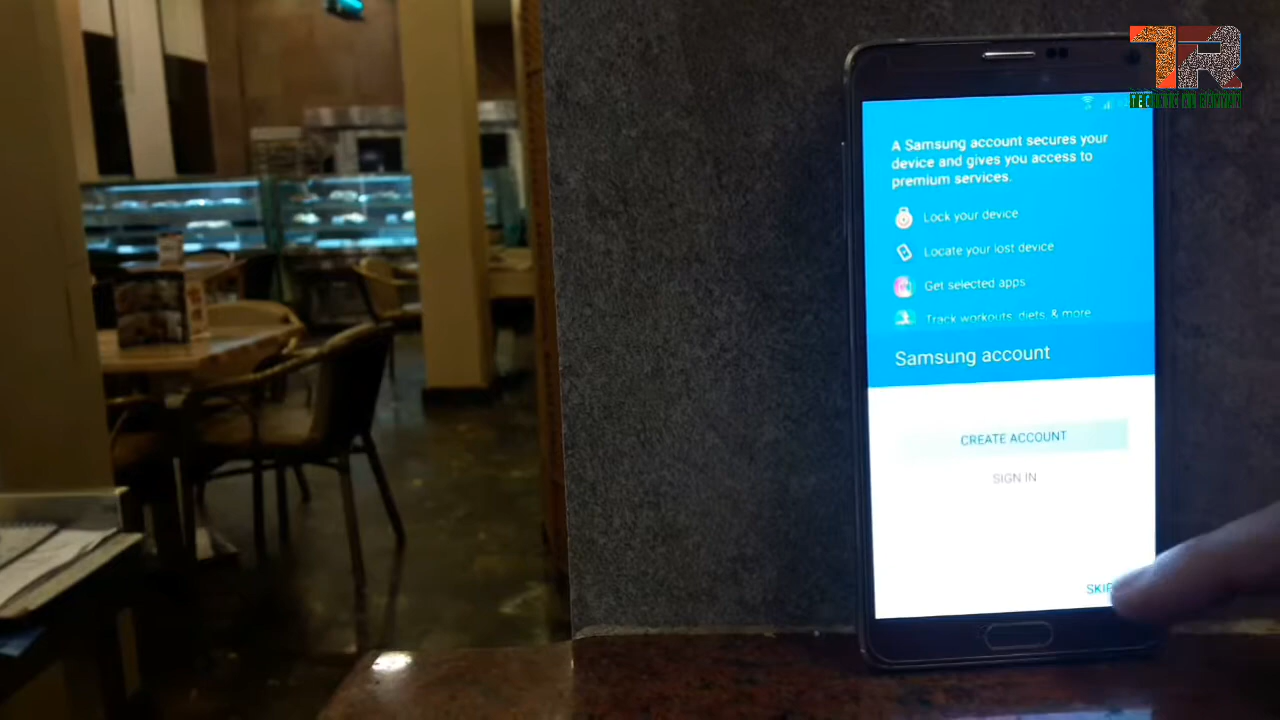 TR
A Samsung account secures your
device and gives you access to
premium services.
Lock your device
Locate your lost device
Get selected apps
Track workouts, diets, & more
Samsung account
CREATE ACCOUNT
SIGN IN
SKIP